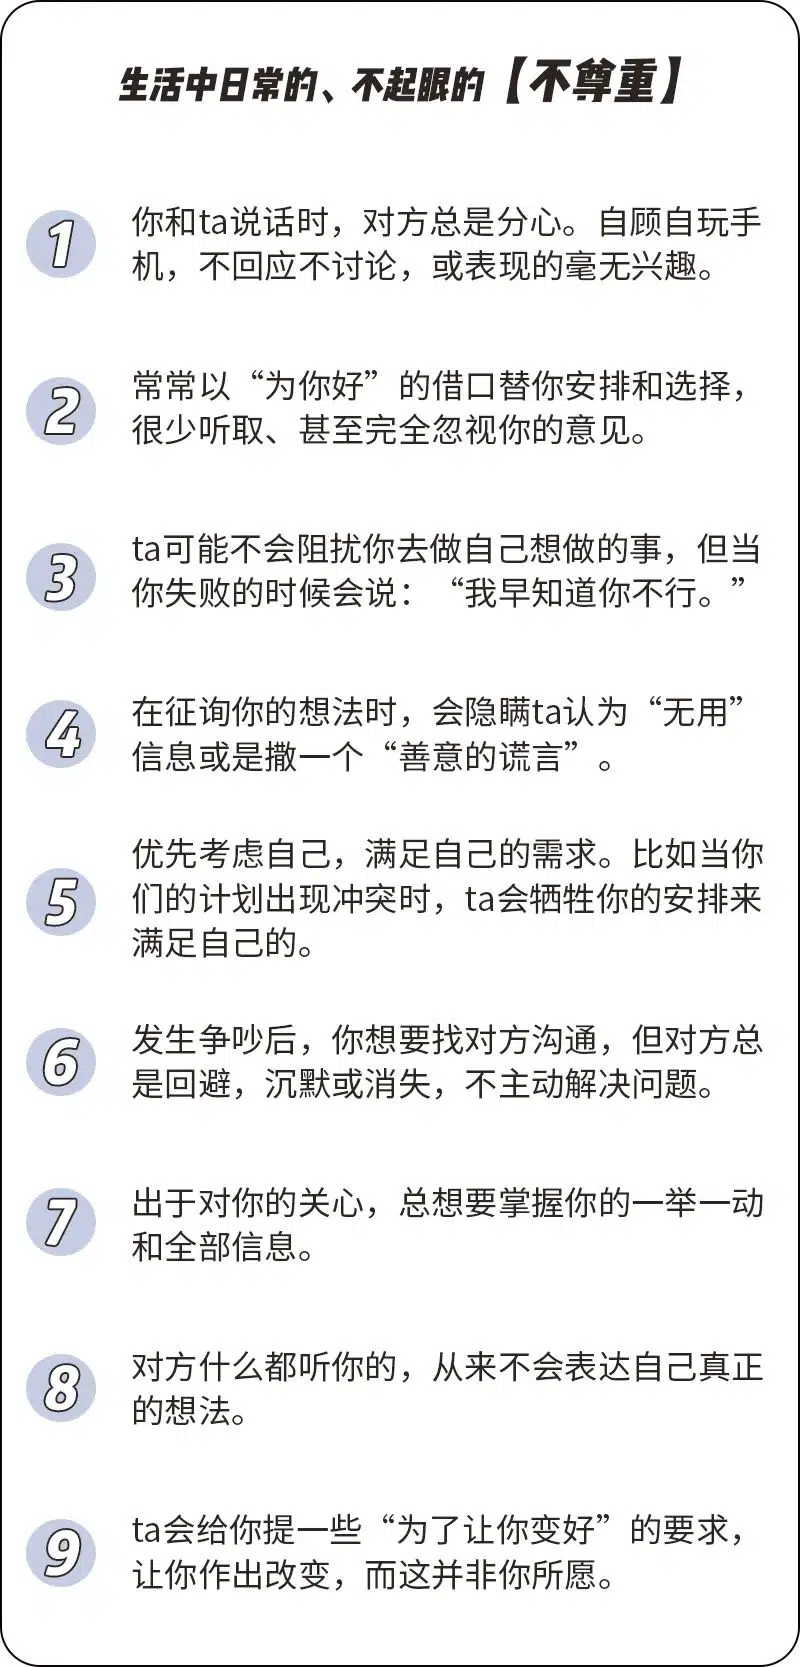 生活中日常的、不起眼的【不尊重】
1
你和ta说话时，对方总是分心。自顾自玩手
机，不回应不讨论，或表现的毫无兴趣。
2
常常以“为你好”的借口替你安排和选择，
很少听取、甚至完全忽视你的意见。
3
ta可能不会阻扰你去做自己想做的事，但当
你失败的时候会说：“我早知道你不行。”
4
在征询你的想法时，会隐瞒ta认为“无用”
信息或是撒一个“善意的谎言”。
5
优先考虑自己，满足自己的需求。比如当你
们的计划出现冲突时，ta会牺牲你的安排来
满足自己的。
6
发生争吵后，你想要找对方沟通，但对方总
是回避，沉默或消失，不主动解决问题。
7
出于对你的关心，总想要掌握你的一举一动
和全部信息。
8
对方什么都听你的，从来不会表达自己真正
的想法。
9
ta会给你提一些“为了让你变好”的要求，
让你作出改变，而这并非你所愿。